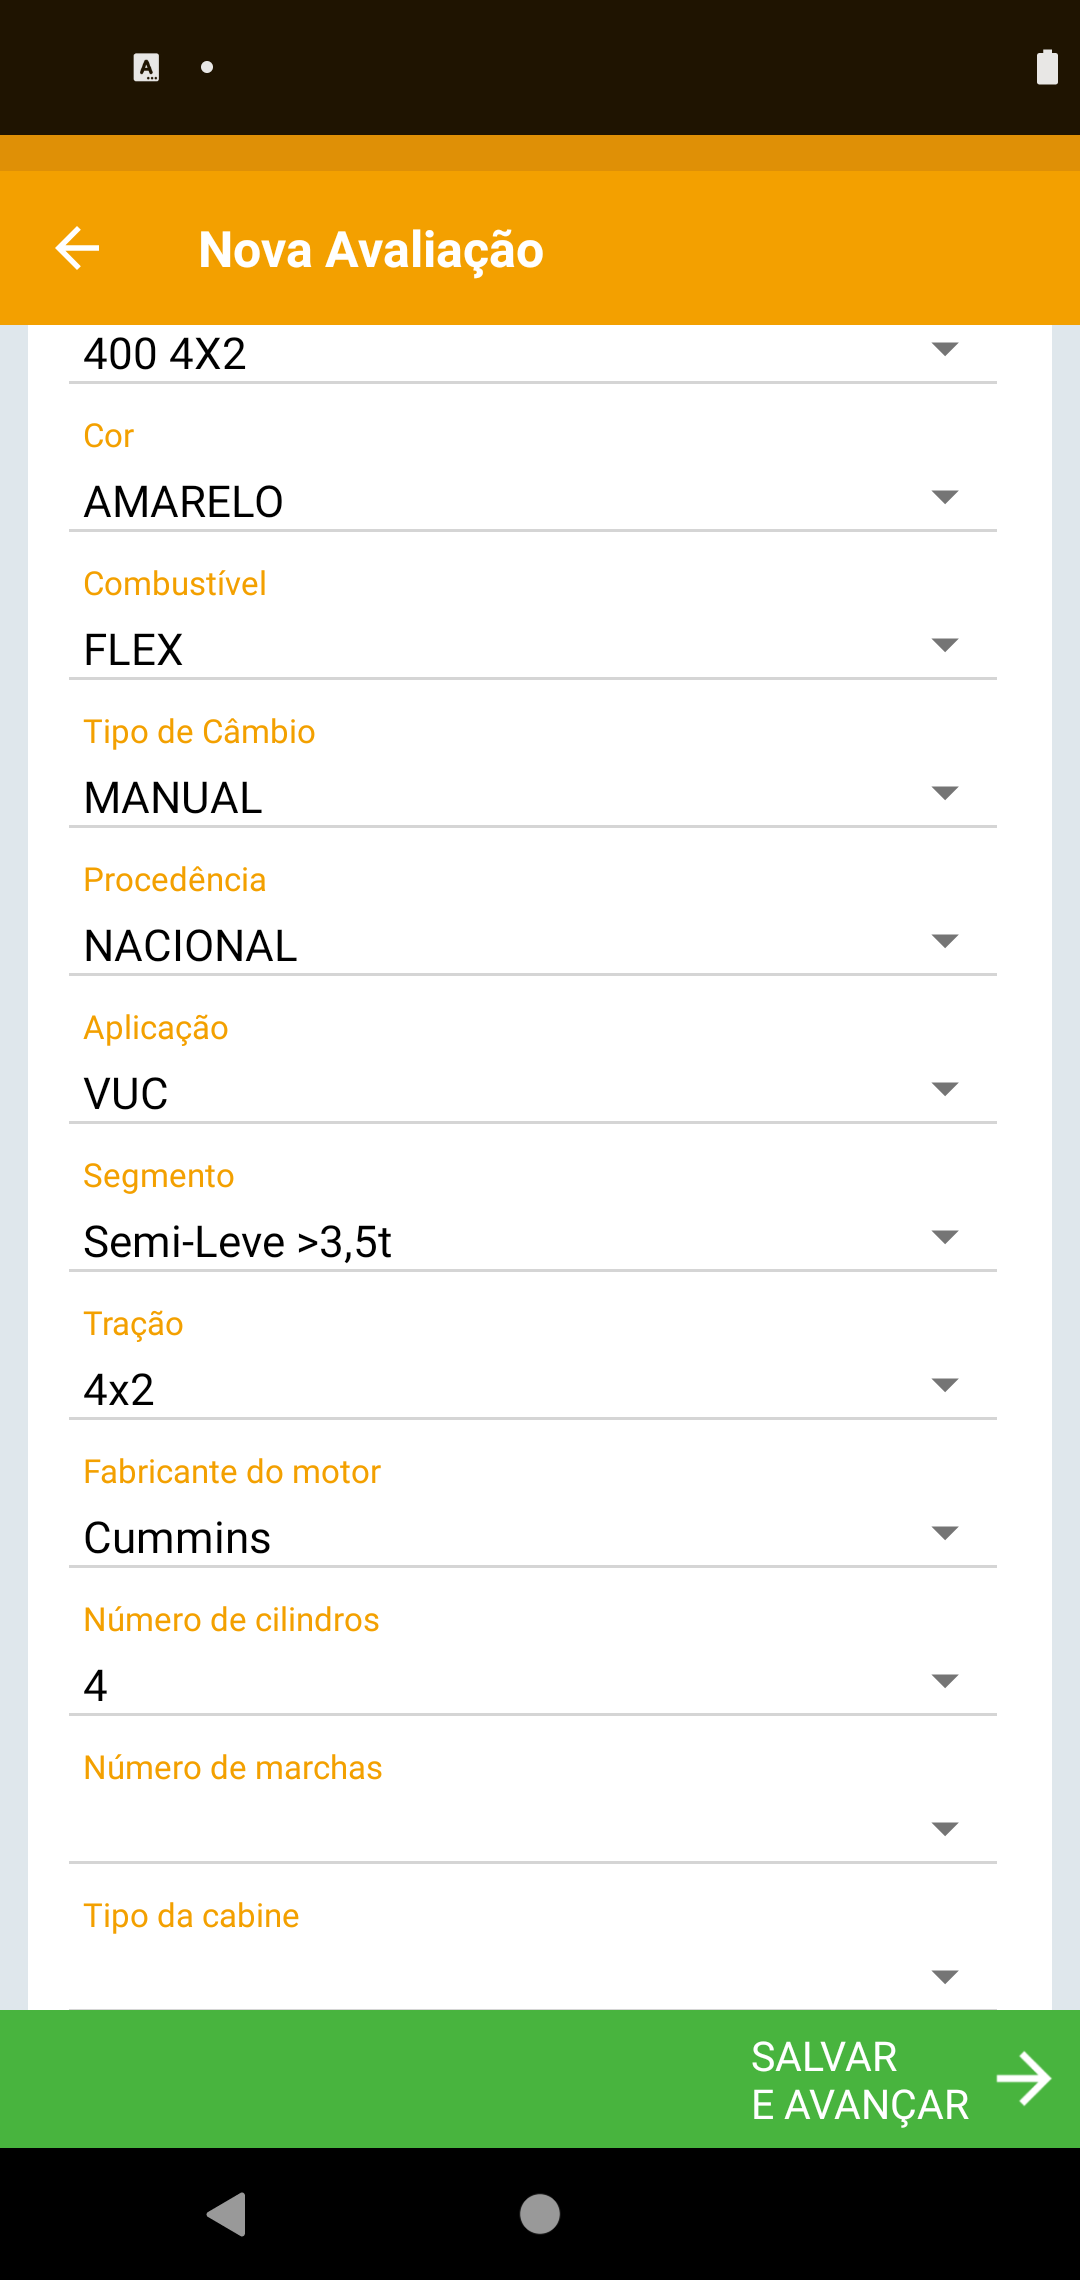 Nova Avaliação
400 4X2
Cor
AMARELO
Combustível
FLEX
Tipo de Câmbio
MANUAL
Procedência
NACIONAL
Aplicação
VUC
Segmento
Semi-Leve >3,5t
Tração
4x2
Fabricante do motor
Cummins
Número de cilindros
4
Número de marchas
Tipo da cabine
SALVAR
E AVANÇAR